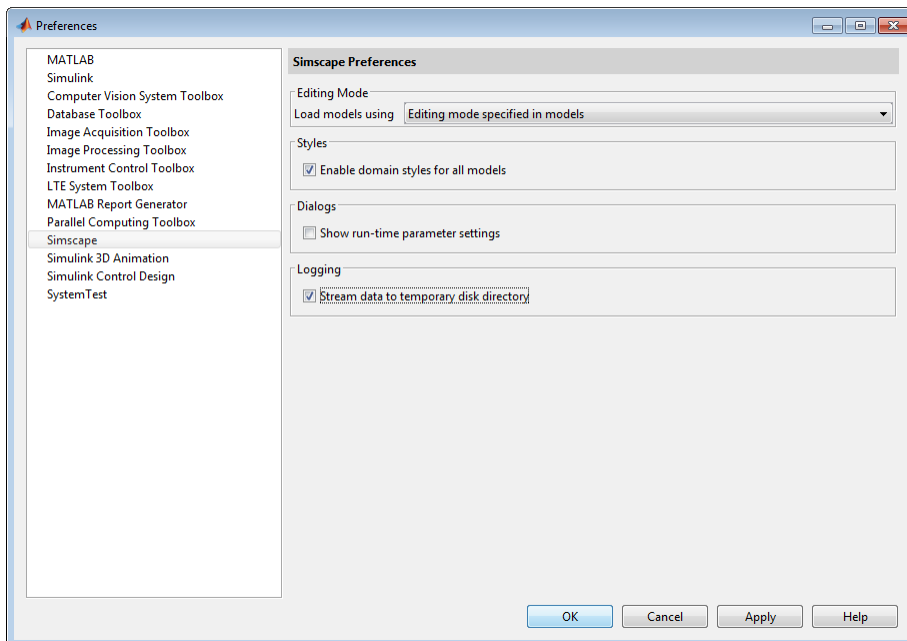 Preferences
MATLAB
Simulink
Computer Vision System Toolbox
Database Toolbox
Image Acquisition Toolbox
Image Processing Toolbox
Instrument Control Toolbox
LTE System Toolbox
MATLAB Report Generator
Parallel Computing Toolbox
Simscape
Simulink 3D Animation
Simulink Control Design
SystemTest
Simscape Preferences
Editing Mode
Load models using Editing mode specified in models
Styles
Enable domain styles for all models
Dialogs
Show run-time parameter settings
Logging
Stream data to temporary disk directory
OK Cancel Apply Help